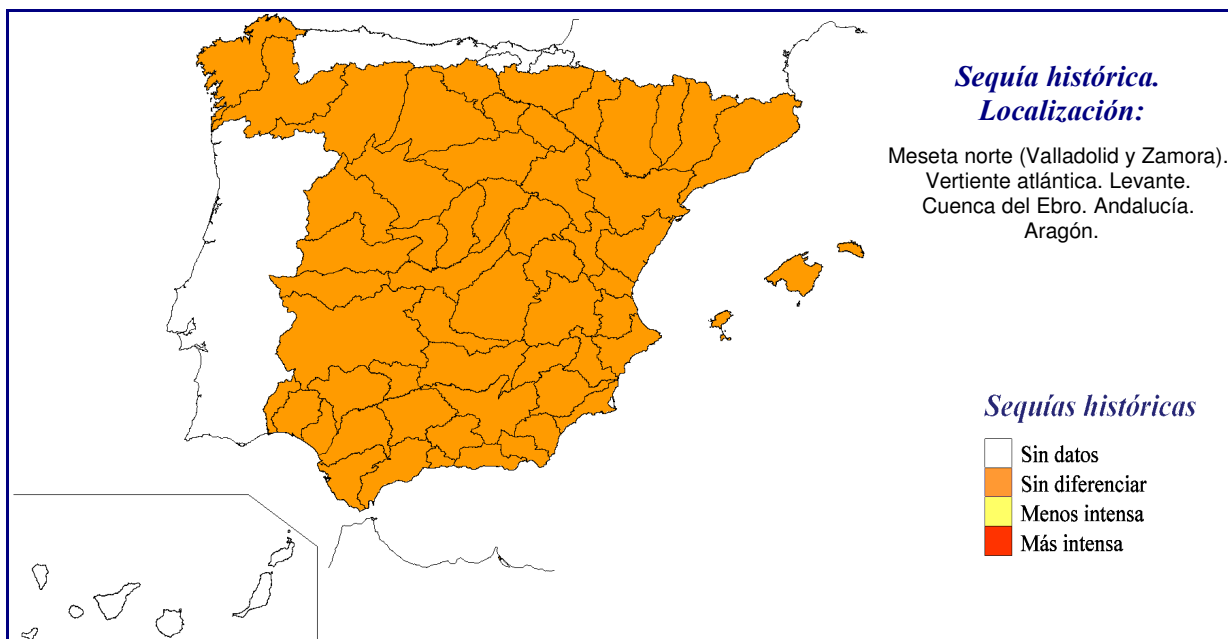 Sequía histórica.
Localización:
Meseta norte (Valladolid y Zamora).
Vertiente atlántica. Levante.
Cuenca del Ebro. Andalucía.
Aragón.
Sequías históricas
Sin datos
Sin diferenciar
Menos intensa
Más intensa